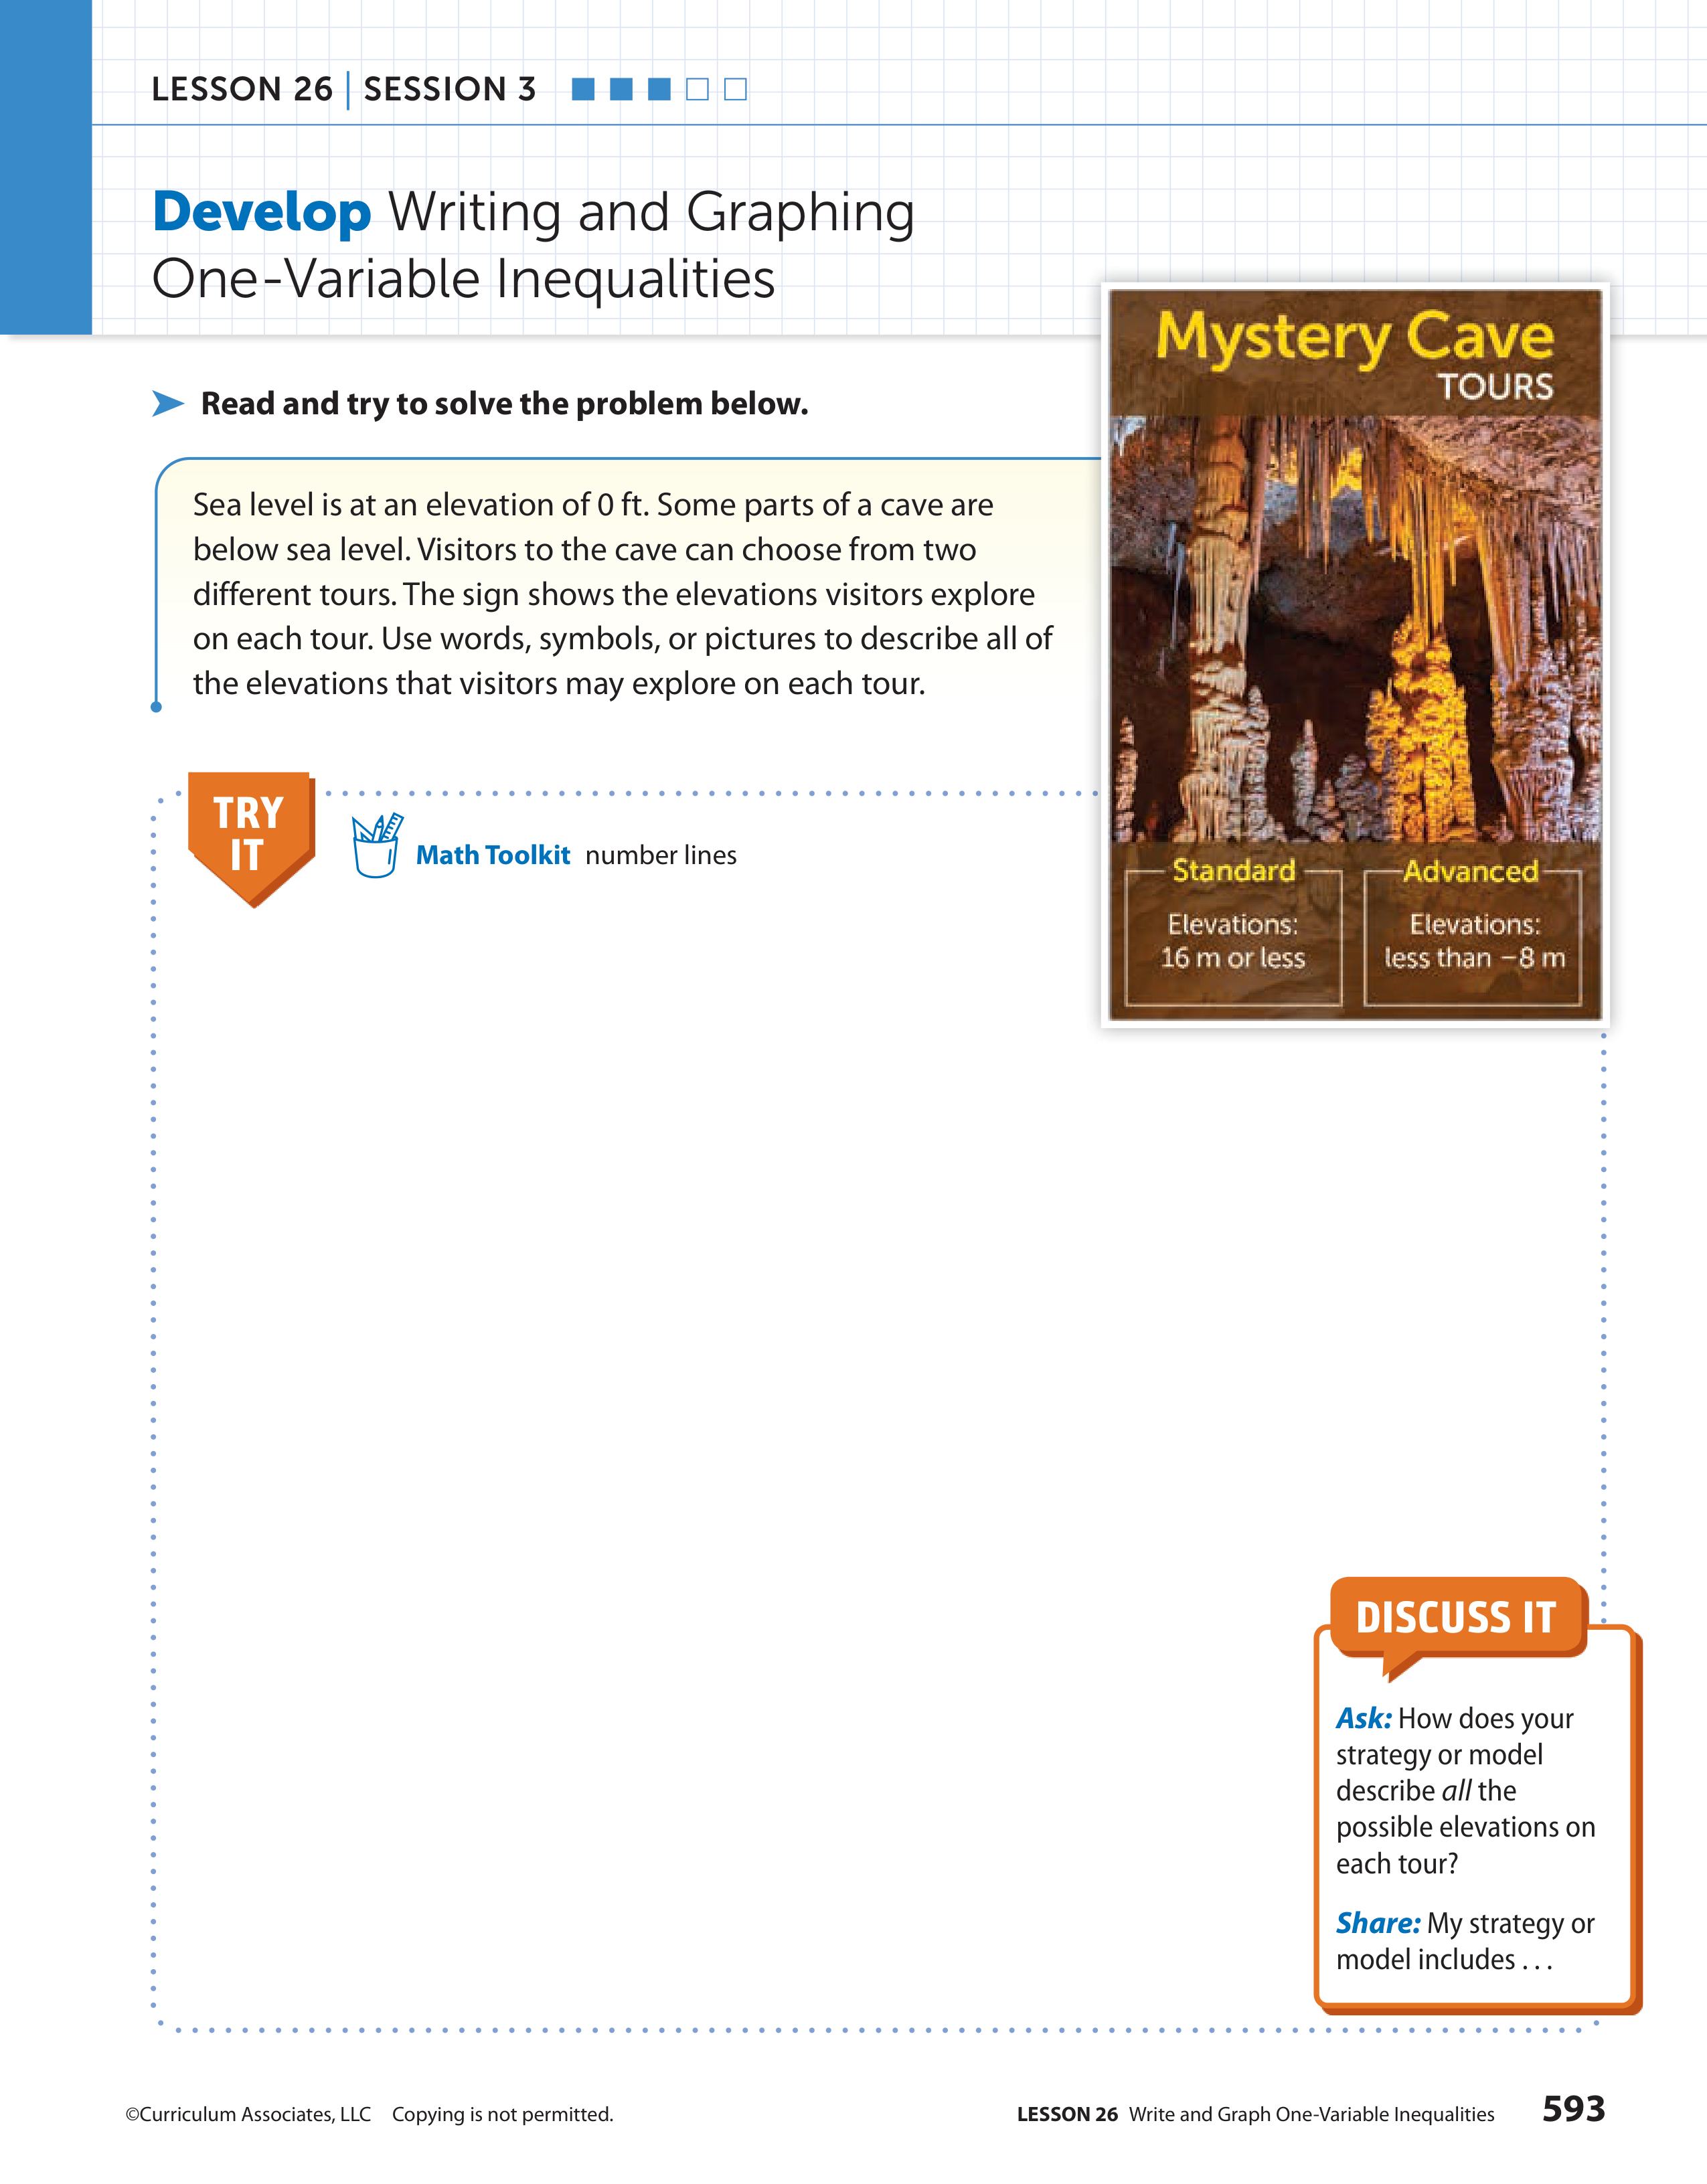 LESSON 26 | SESSION 3
Develop Writing and Graphing
One-Variable Inequalities
Read and try to solve the problem below.
Sea level is at an elevation of 0 ft. Some parts of a cave are
below sea level. Visitors to the cave can choose from two
different tours. The sign shows the elevations visitors explore
on each tour. Use words, symbols, or pictures to describe all of
the elevations that visitors may explore on each tour.
Mystery Cave
TOURS
Standard
Elevations:
16 m or less
Advanced
Elevations:
less than −8 m
TRY
IT
Math Toolkit number lines
DISCUSS IT
Ask: How does your
strategy or model
describe all the
possible elevations on
each tour?
Share: My strategy or
model includes . . .
©Curriculum Associates, LLC Copying is not permitted.
LESSON 26 Write and Graph One-Variable Inequalities 593